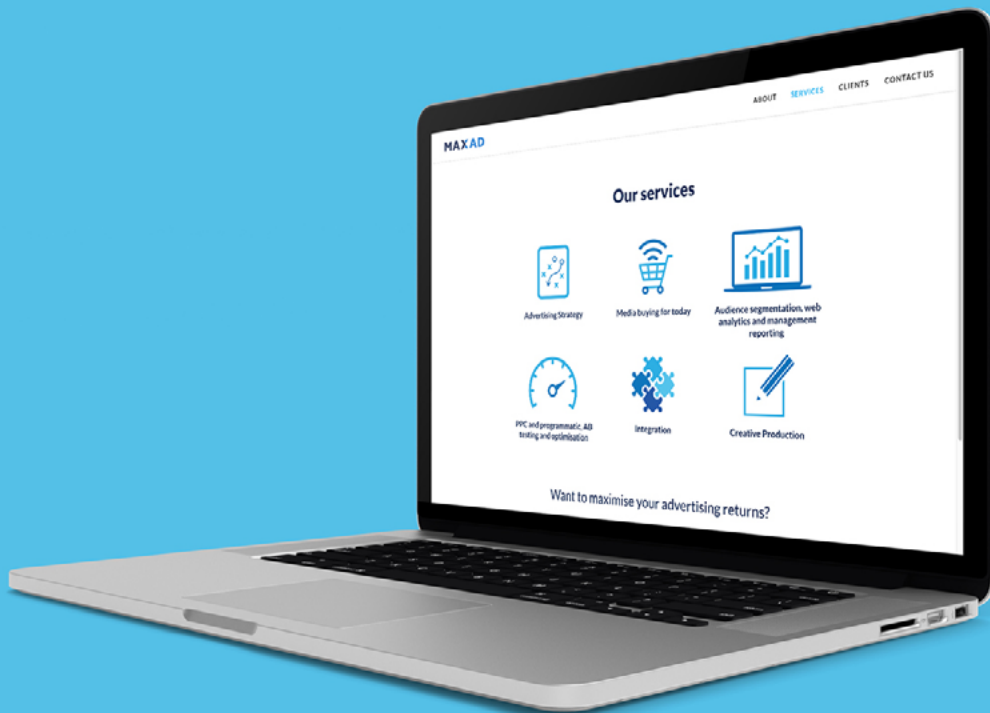 ABOUT SERVICES CLIENTS CONTACT US
MAXAD
Our services
Advertising Strategy
Media buying for today
Audience segmentation, web
analytics and management
reporting
PPC and programmatic, AB
testing and optimisation
Integration
Creative Production
Want to maximise your advertising returns?